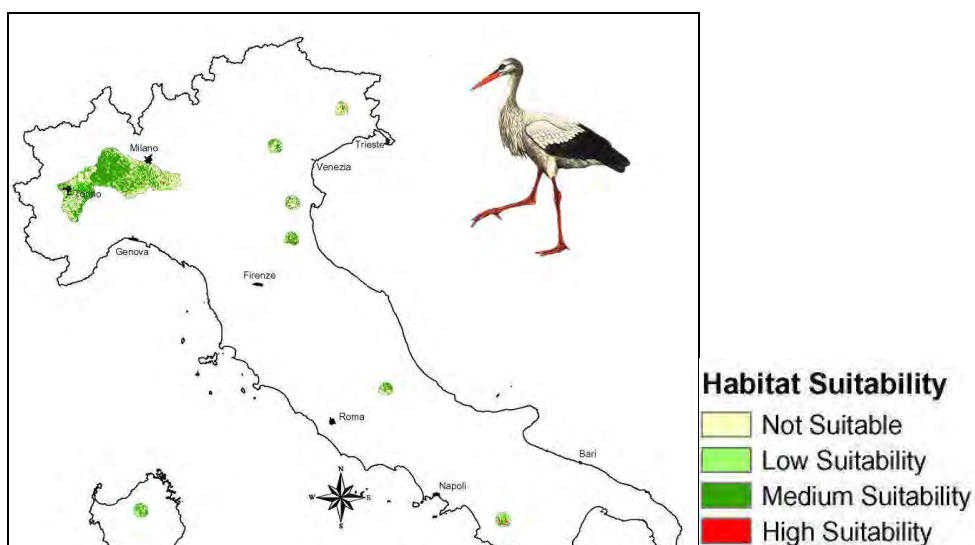 Milano
Trieste
Venezia
Torino
Genova
Firenze
Roma
Bari
Napoli
N
W
E
S
Habitat Suitability
Not Suitable
Low Suitability
Medium Suitability
High Suitability